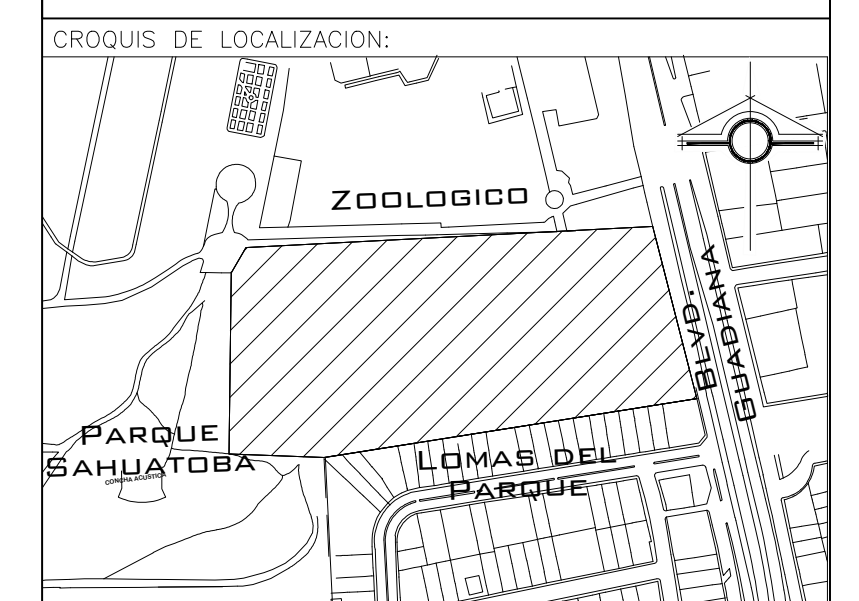 CROQUIS DE LOCALIZACION:
ZOOLOGICO
BLVD.
GUADIANA
PARQUE
SAHUATOBA
CONCHA ACUSTICA
LOMAS DEL
PARQUE